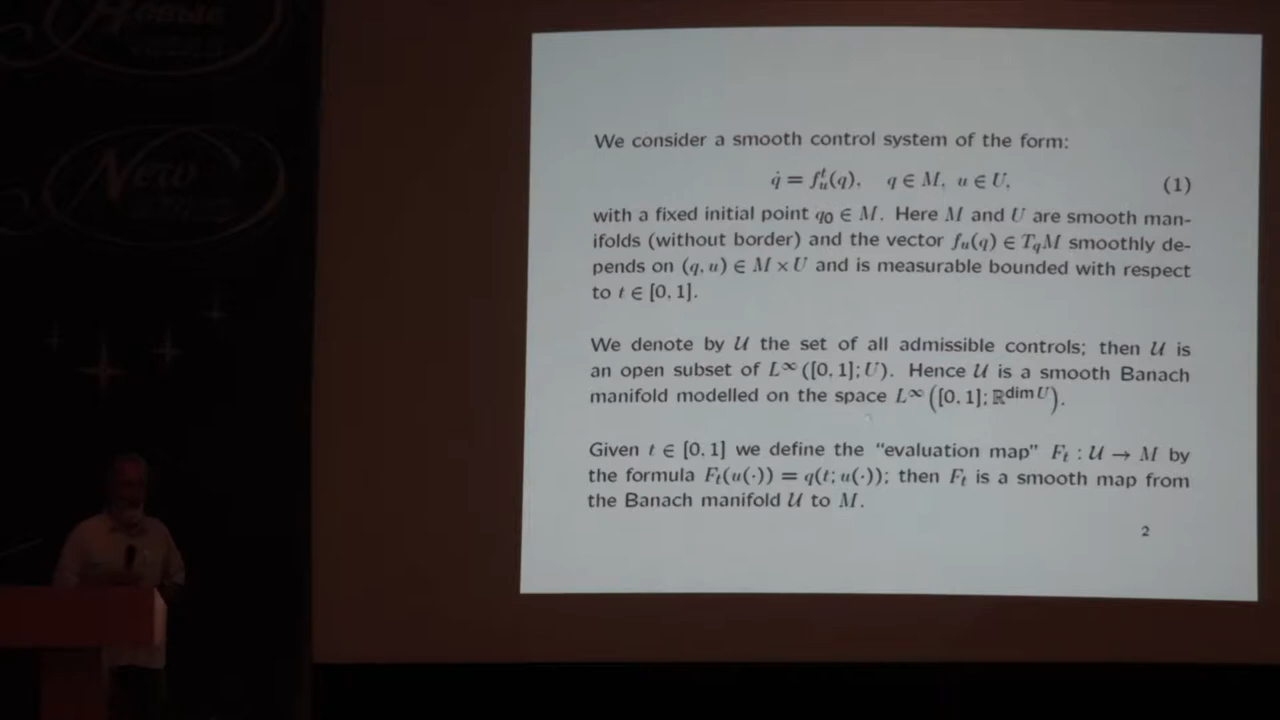 Новые
New
We consider a smooth control system of the form:
q̇ = f_u^t(q), q ∈ M, u ∈ U, (1)
with a fixed initial point q₀ ∈ M. Here M and U are smooth man-
ifolds (without border) and the vector f_u(q) ∈ T_qM smoothly de-
pends on (q, u) ∈ M × U and is measurable bounded with respect
to t ∈ [0, 1].
We denote by 𝒰 the set of all admissible controls; then 𝒰 is
an open subset of L^∞([0, 1]; U). Hence 𝒰 is a smooth Banach
manifold modelled on the space L^∞([0, 1]; ℝ^{dim U}).
Given t ∈ [0, 1] we define the “evaluation map” F_t : 𝒰 → M by
the formula F_t(u(·)) = q(t; u(·)); then F_t is a smooth map from
the Banach manifold 𝒰 to M.
2